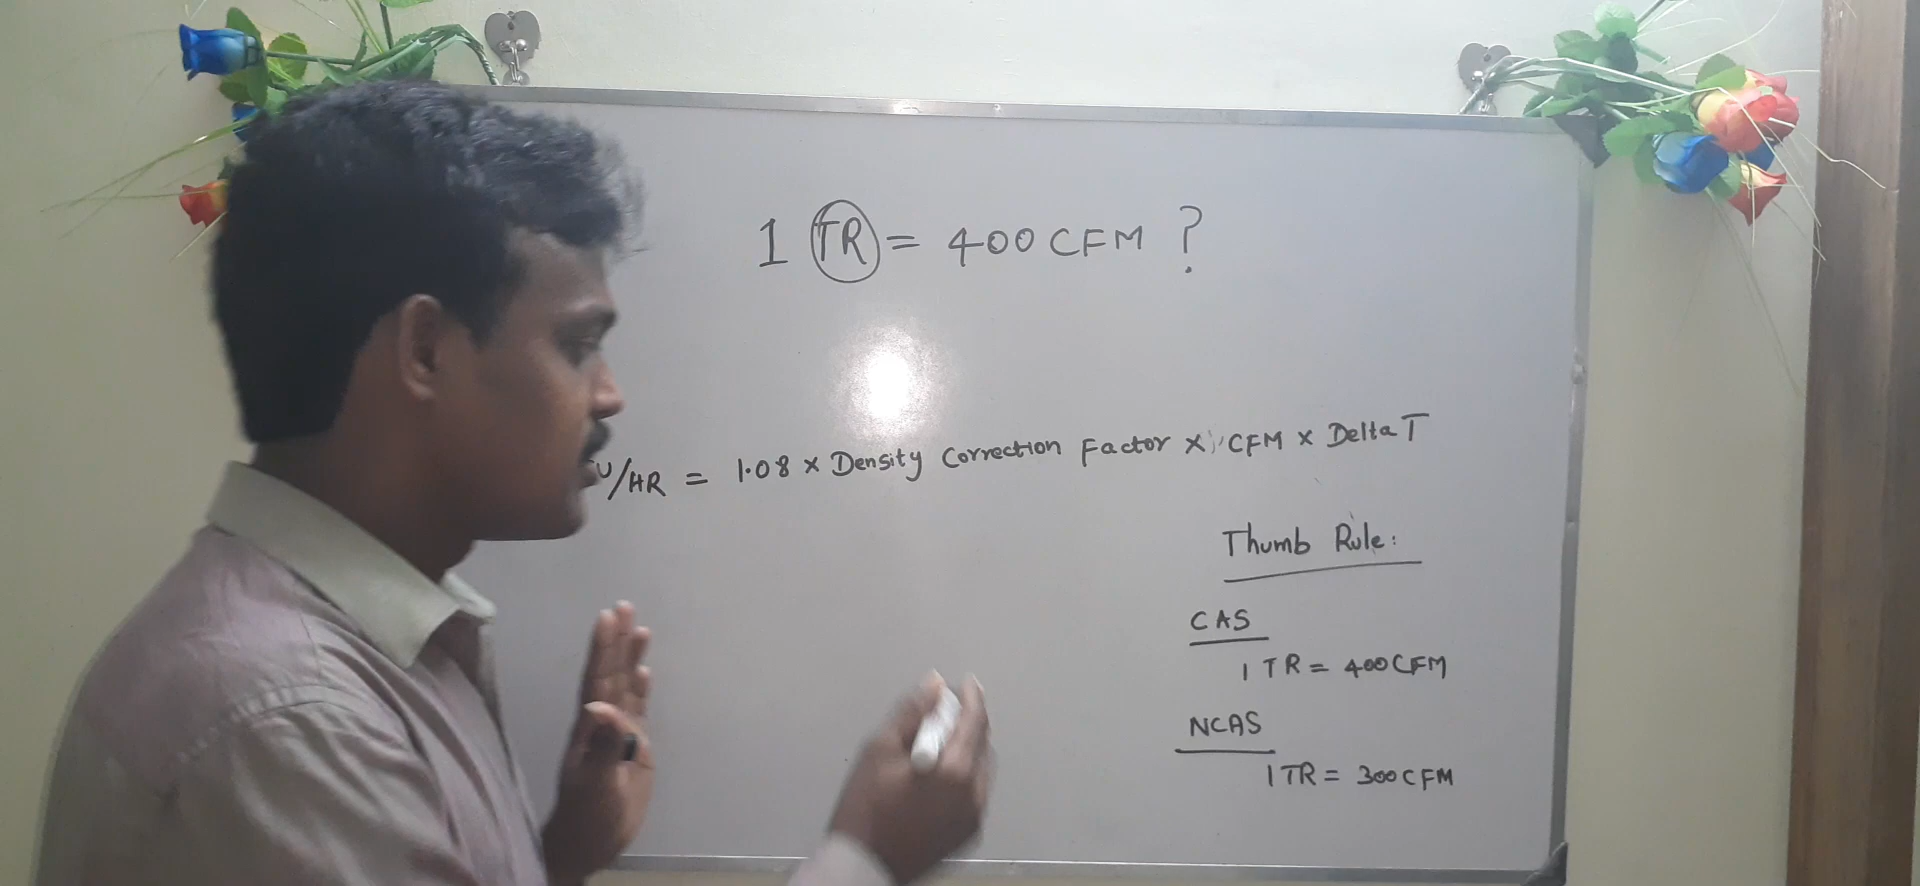 1 TR = 400 CFM ?
U/HR = 1.08 x Density Correction Factor x CFM x Delta T
Thumb Rule:
CAS
1 TR = 400 CFM
NCAS
1 TR = 300 CFM